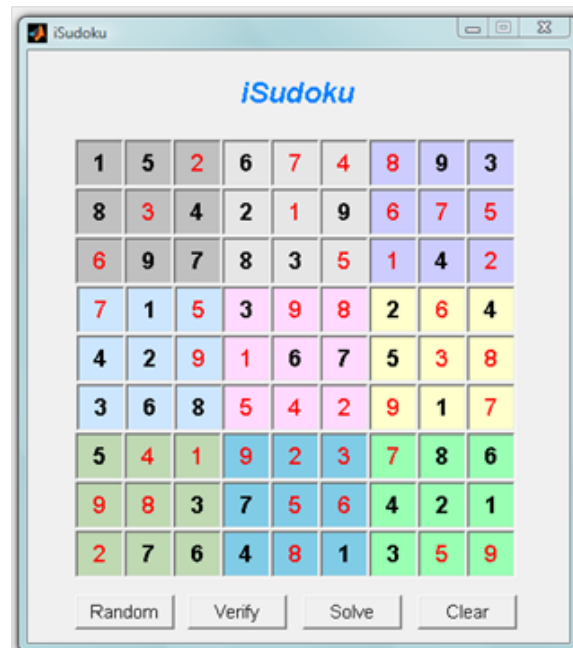 iSudoku
iSudoku
1 5 2 6 7 4 8 9 3
8 3 4 2 1 9 6 7 5
6 9 7 8 3 5 1 4 2
7 1 5 3 9 8 2 6 4
4 2 9 1 6 7 5 3 8
3 6 8 5 4 2 9 1 7
5 4 1 9 2 3 7 8 6
9 8 3 7 5 6 4 2 1
2 7 6 4 8 1 3 5 9
Random Verify Solve Clear